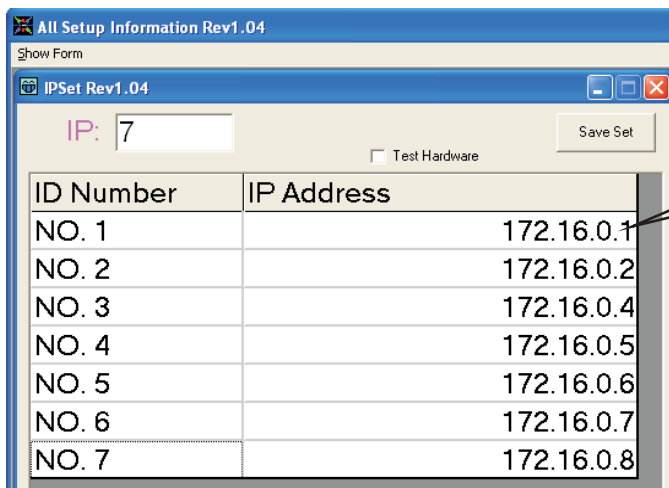 All Setup Information Rev1.04
Show Form
IPSet Rev1.04
IP: 7
Save Set
Test Hardware
ID Number IP Address
NO. 1 172.16.0.1
NO. 2 172.16.0.2
NO. 3 172.16.0.4
NO. 4 172.16.0.5
NO. 5 172.16.0.6
NO. 6 172.16.0.7
NO. 7 172.16.0.8